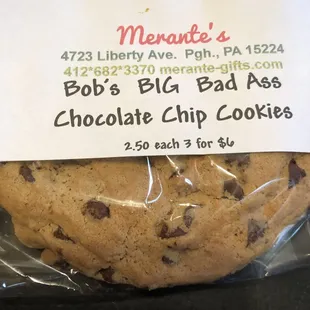 Merante's
4723 Liberty Ave. Pgh., PA 15224
412*682*3370 merante-gifts.com
Bob's BIG Bad Ass
Chocolate Chip Cookies
2.50 each 3 for $6